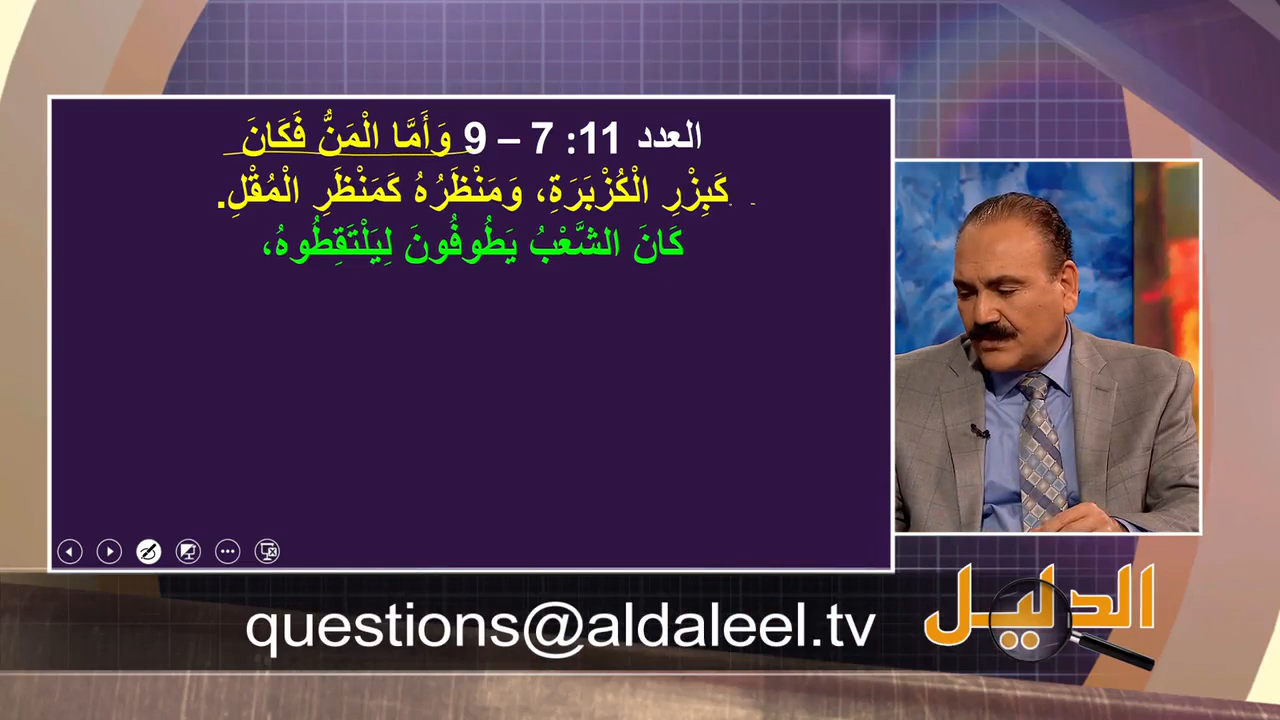 العدد 11: 7 – 9 وَأَمَّا الْمَنُّ فَكَانَ
كَبِزْرِ الْكُزْبَرَةِ، وَمَنْظَرُهُ كَمَنْظَرِ الْمُقْلِ.
كَانَ الشَّعْبُ يَطُوفُونَ لِيَلْتَقِطُوهُ،
questions@aldaleel.tv
الدليل